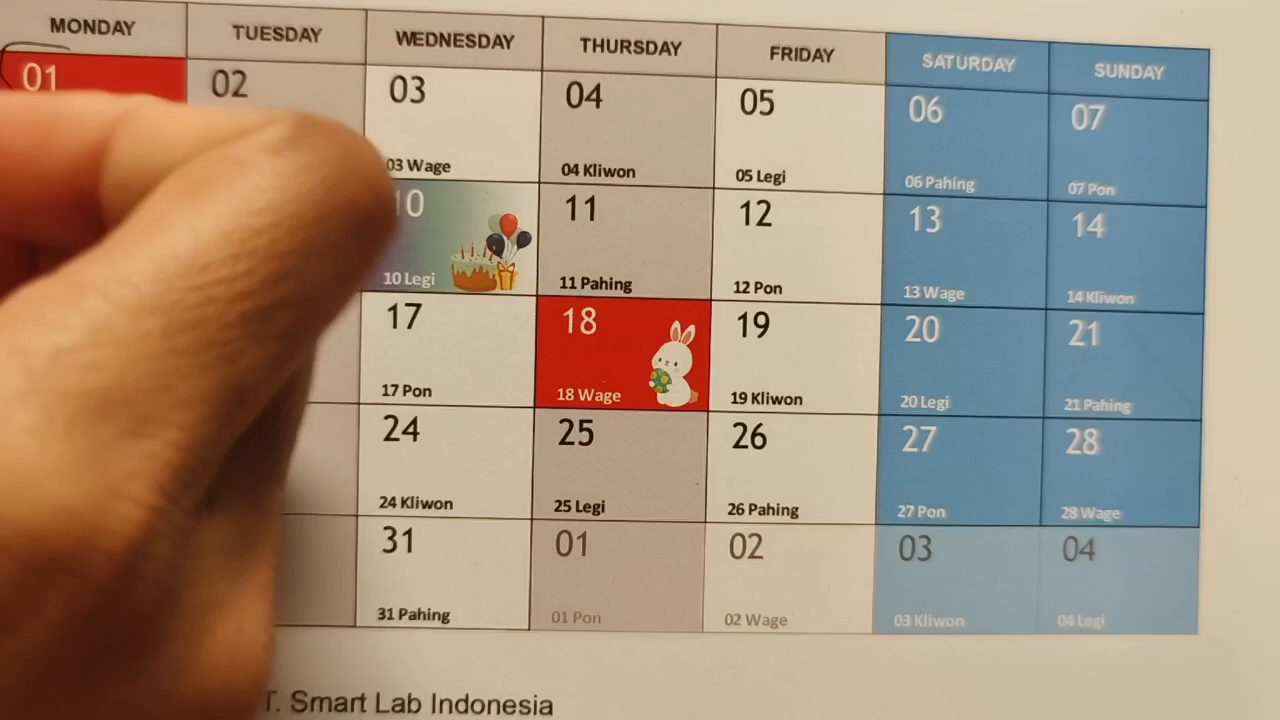 MONDAY TUESDAY WEDNESDAY THURSDAY FRIDAY SATURDAY SUNDAY
01 02 03 04 05 06 07
03 Wage 04 Kliwon 05 Legi 06 Pahing 07 Pon
10 11 12 13 14
10 Legi 11 Pahing 12 Pon 13 Wage 14 Kliwon
17 18 19 20 21
17 Pon 18 Wage 19 Kliwon 20 Legi 21 Pahing
24 25 26 27 28
24 Kliwon 25 Legi 26 Pahing 27 Pon 28 Wage
31 01 02 03 04
31 Pahing 01 Pon 02 Wage 03 Kliwon 04 Legi
T. Smart Lab Indonesia